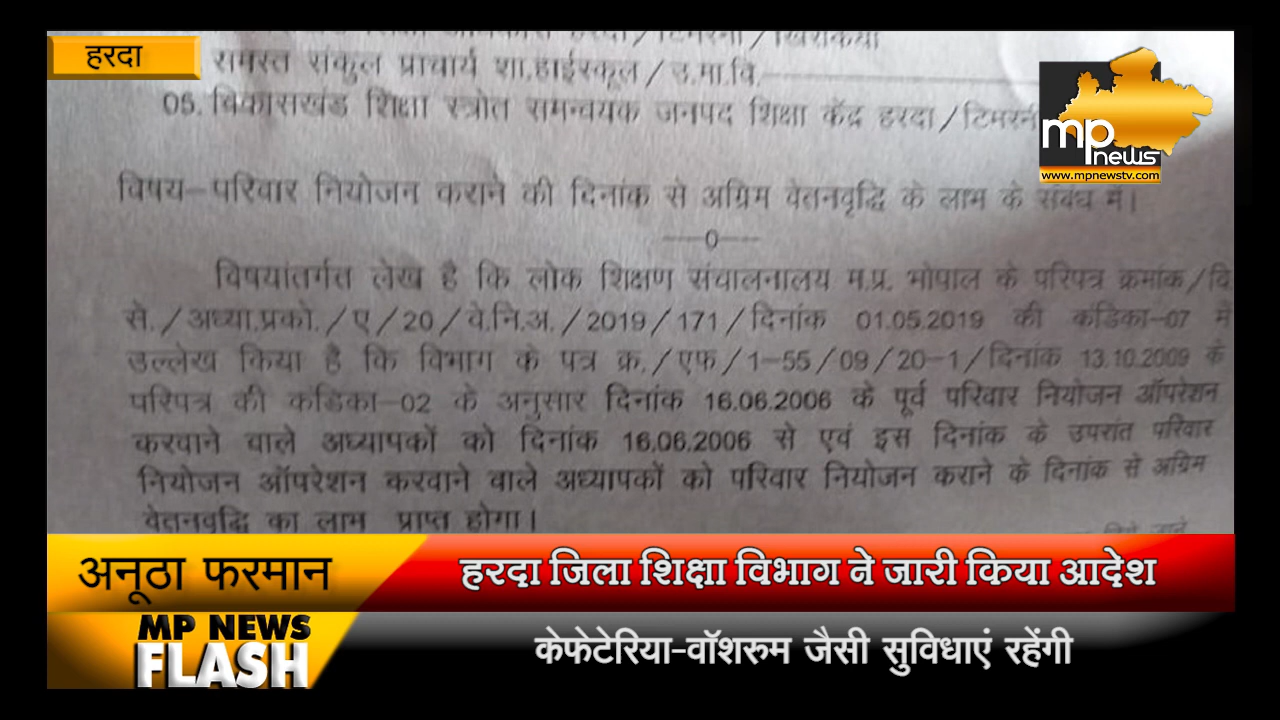 हरदा
हरदा / टिमरनी / खिरकिया
समस्त संकुल प्राचार्य शा.हाईस्कूल / उ.मा.वि.
05. विकासखंड शिक्षा स्त्रोत समन्वयक जनपद शिक्षा केंद्र हरदा / टिमरनी
mp
news
www.mpnewstv.com
विषय–परिवार नियोजन कराने की दिनांक से अग्रिम वेतनवृद्धि के लाभ के संबंध में।
----0----
विषयांतर्गत लेख है कि लोक शिक्षण संचालनालय म.प्र. भोपाल के परिपत्र क्रमांक / वि
से. / अध्या.प्रको. / ए / 20 / वे.नि.अ. / 2019 / 171 / दिनांक 01.05.2019 की कंडिका–07 में
उल्लेख किया है कि विभाग के पत्र क्र. / एफ / 1–55 / 09 / 20–1 / दिनांक 13.10.2009 के
परिपत्र की कंडिका–02 के अनुसार दिनांक 16.06.2006 के पूर्व परिवार नियोजन ऑपरेशन
करवाने वाले अध्यापकों को दिनांक 16.06.2006 से एवं इस दिनांक के उपरांत परिवार
नियोजन ऑपरेशन करवाने वाले अध्यापकों को परिवार नियोजन कराने के दिनांक से अग्रिम
वेतनवृद्धि का लाभ प्राप्त होगा।
अनूठा फरमान
हरदा जिला शिक्षा विभाग ने जारी किया आदेश
MP NEWS
FLASH
केफेटेरिया-वॉशरुम जैसी सुविधाएं रहेंगी